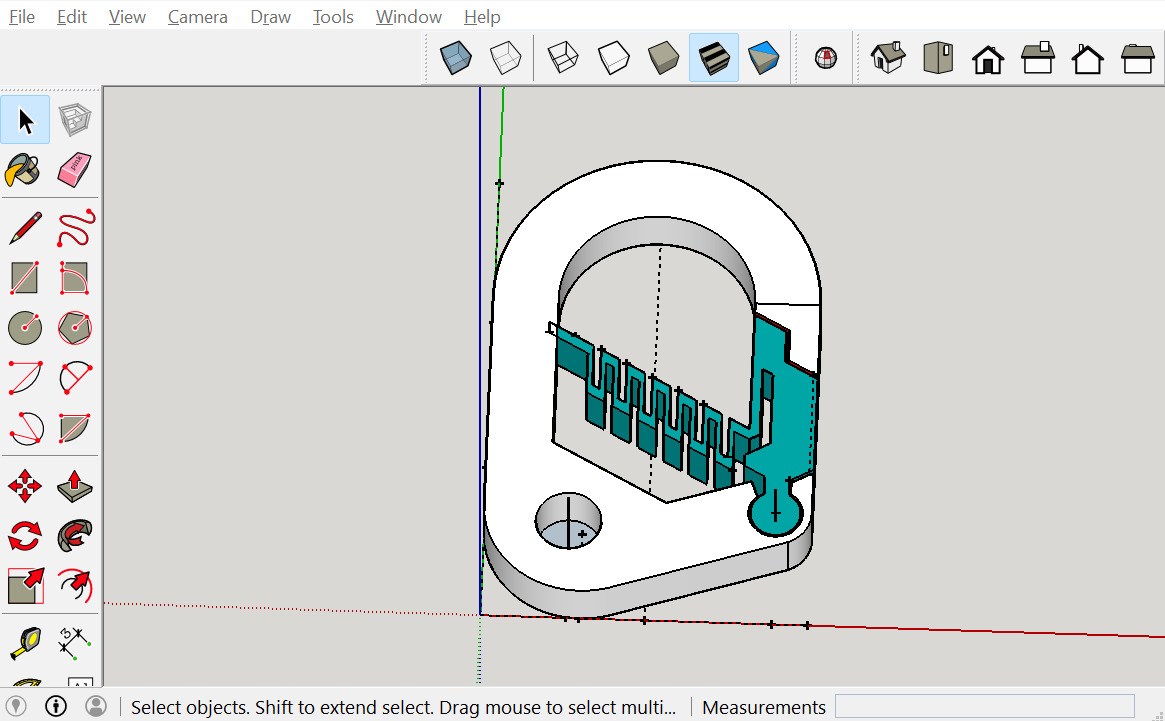 File Edit View Camera Draw Tools Window Help
pink
Select objects. Shift to extend select. Drag mouse to select multi... Measurements